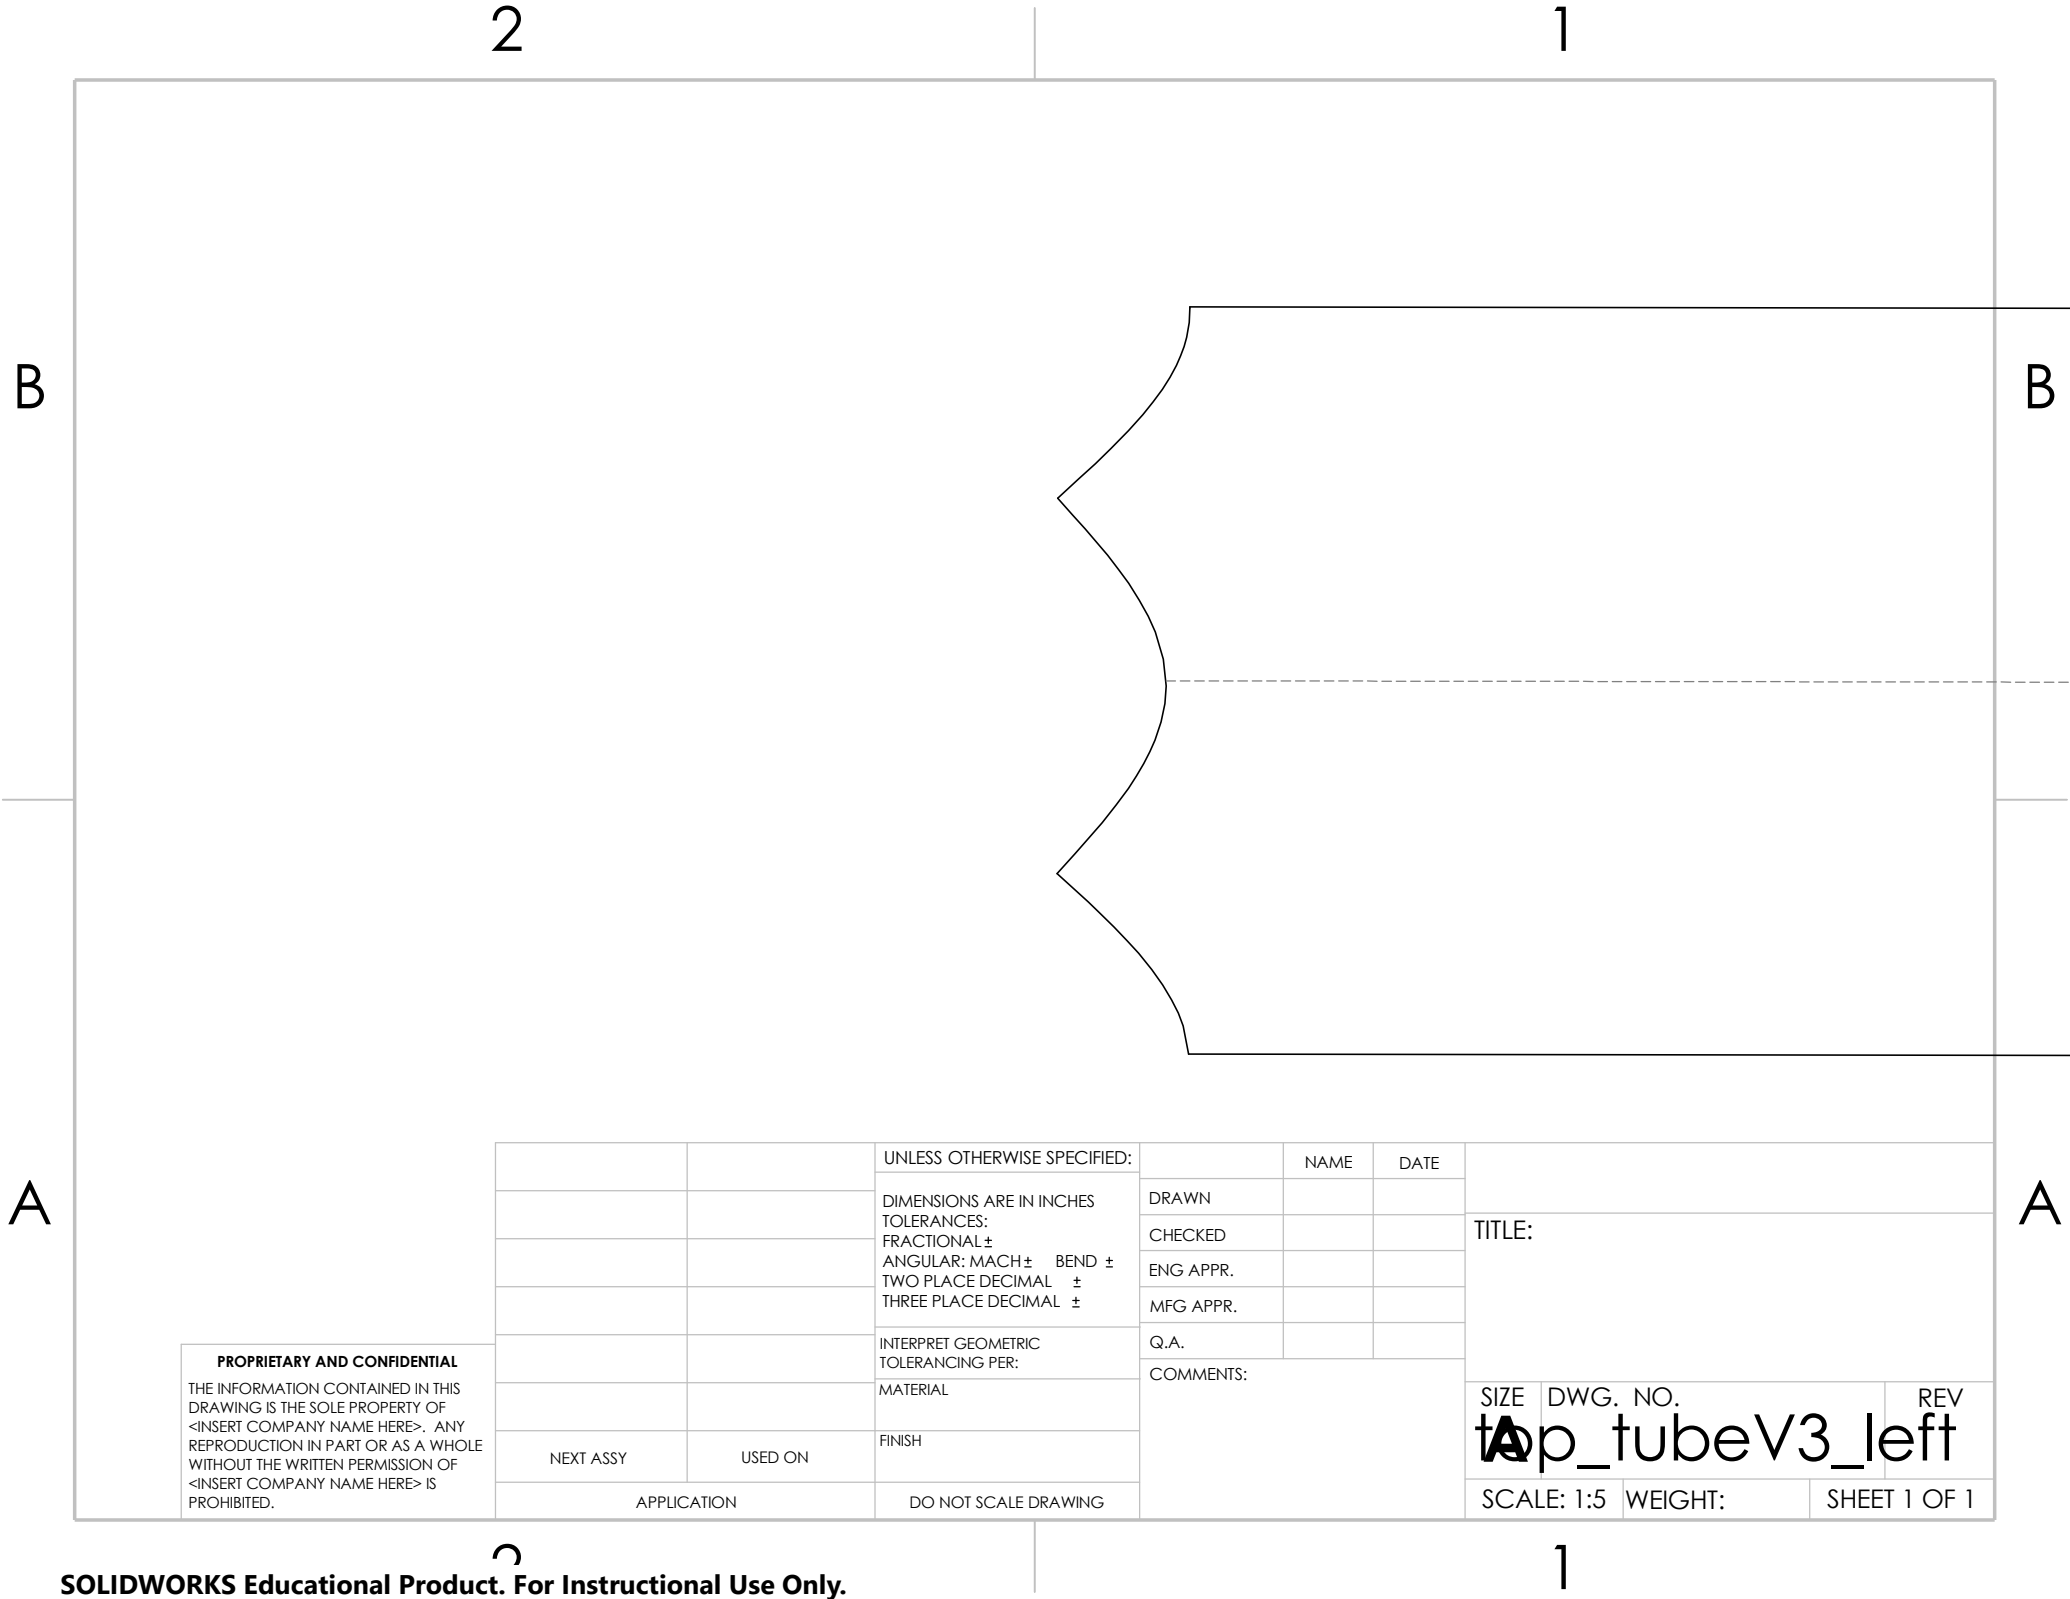 2 1
B B
A A
UNLESS OTHERWISE SPECIFIED:
DIMENSIONS ARE IN INCHES
TOLERANCES:
FRACTIONAL ±
ANGULAR: MACH ± BEND ±
TWO PLACE DECIMAL ±
THREE PLACE DECIMAL ±
INTERPRET GEOMETRIC
TOLERANCING PER:
MATERIAL
FINISH
DO NOT SCALE DRAWING
NAME DATE
DRAWN
CHECKED
ENG APPR.
MFG APPR.
Q.A.
COMMENTS:
TITLE:
SIZE DWG. NO. REV
A
top_tubeV3_left
SCALE: 1:5 WEIGHT: SHEET 1 OF 1
PROPRIETARY AND CONFIDENTIAL
THE INFORMATION CONTAINED IN THIS
DRAWING IS THE SOLE PROPERTY OF
<INSERT COMPANY NAME HERE>. ANY
REPRODUCTION IN PART OR AS A WHOLE
WITHOUT THE WRITTEN PERMISSION OF
<INSERT COMPANY NAME HERE> IS
PROHIBITED.
NEXT ASSY USED ON
APPLICATION
2 1
SOLIDWORKS Educational Product. For Instructional Use Only.